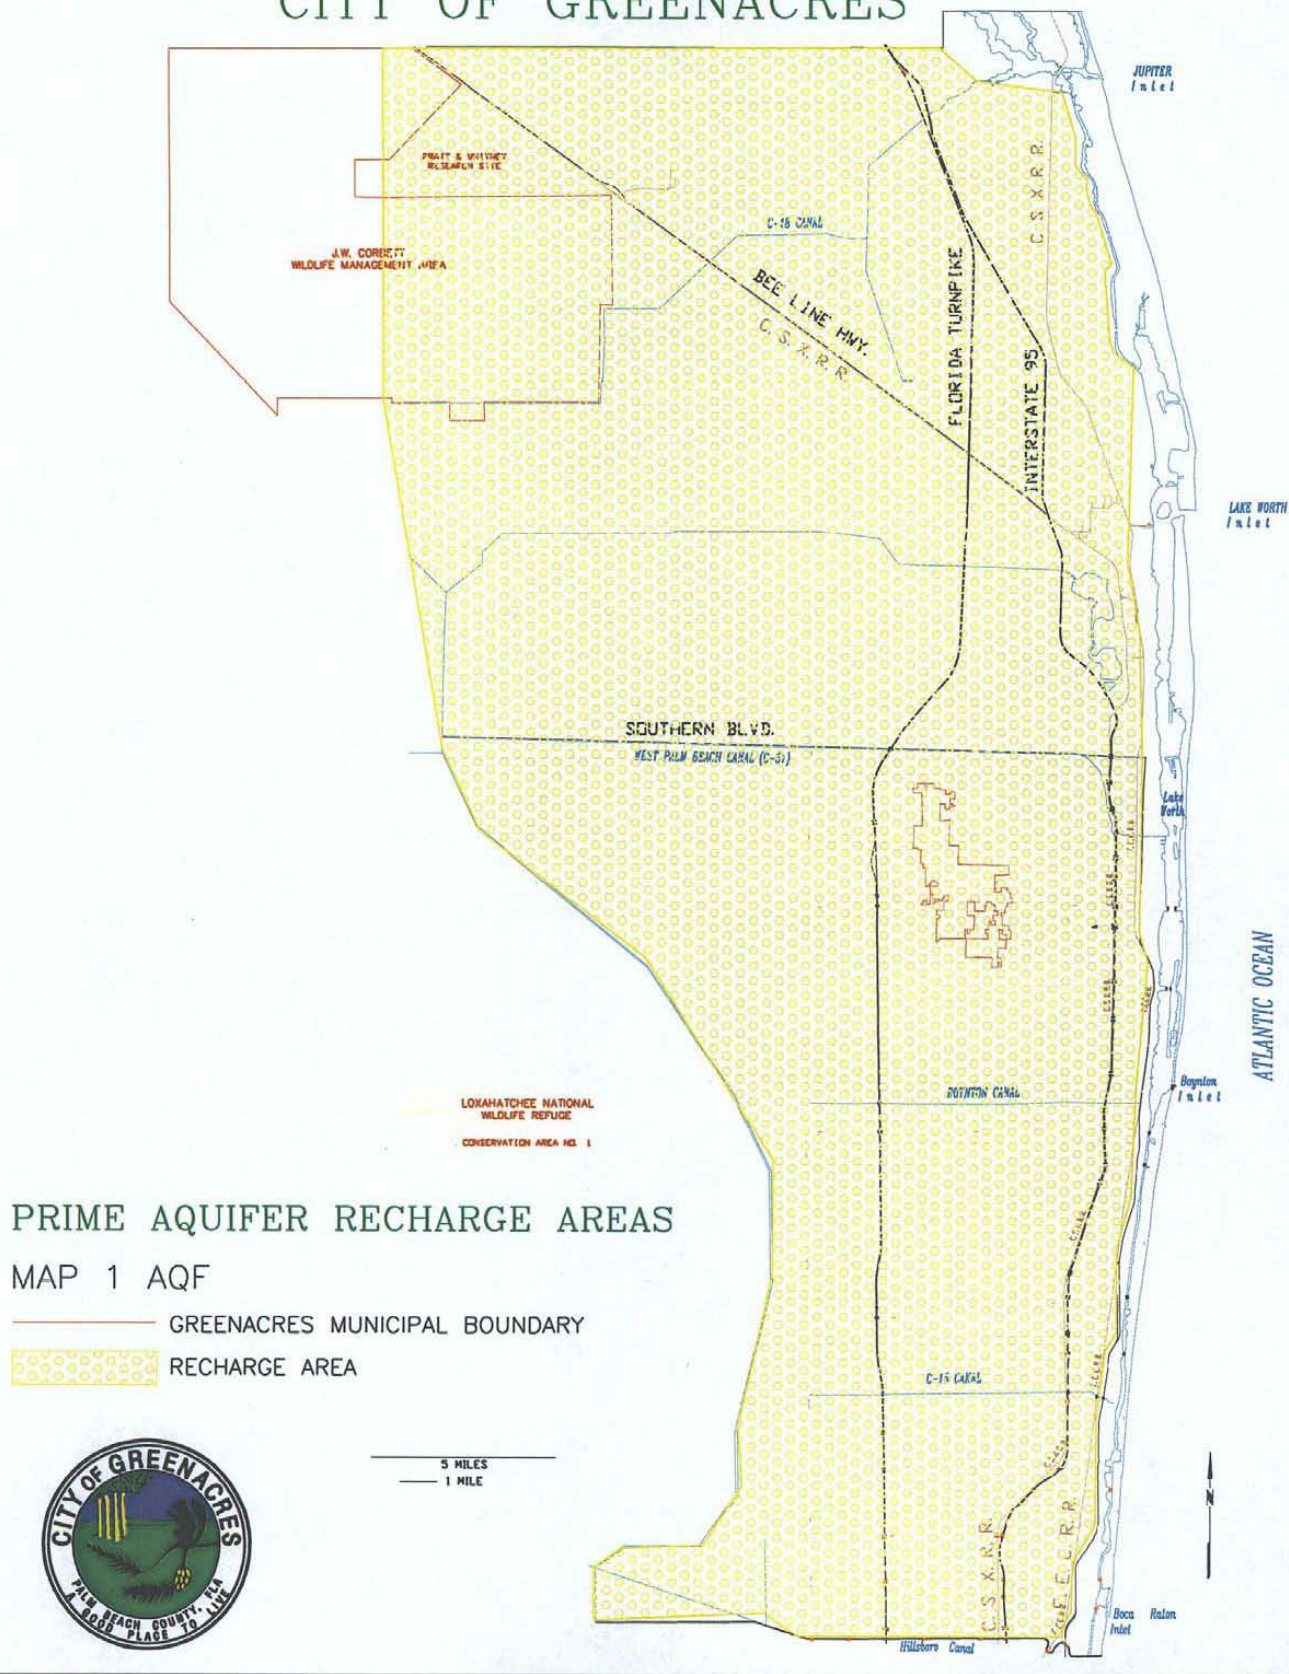 CITY OF GREENACRES
JUPITER
Inlet
PRATT & WHITNEY
RESEARCH SITE
C S X R.R.
C-18 CANAL
J.W. CORBETT
WILDLIFE MANAGEMENT AREA
BEE LINE HWY.
C. S. X. R. R.
FLORIDA TURNPIKE
INTERSTATE 95
LAKE WORTH
Inlet
SOUTHERN BLVD.
WEST PALM BEACH CANAL (C-51)
Lake
Worth
ATLANTIC OCEAN
BOYNTON CANAL
Boynton
Inlet
LOXAHATCHEE NATIONAL
WILDLIFE REFUGE
CONSERVATION AREA NO. 1
PRIME AQUIFER RECHARGE AREAS
MAP 1 AQF
GREENACRES MUNICIPAL BOUNDARY
RECHARGE AREA
C-15 CANAL
5 MILES
1 MILE
N
CITY OF GREENACRES
PALM BEACH COUNTY, FLA
A GOOD PLACE TO LIVE
C. S. X. R. R.
Boca Raton
Inlet
Hillsboro Canal